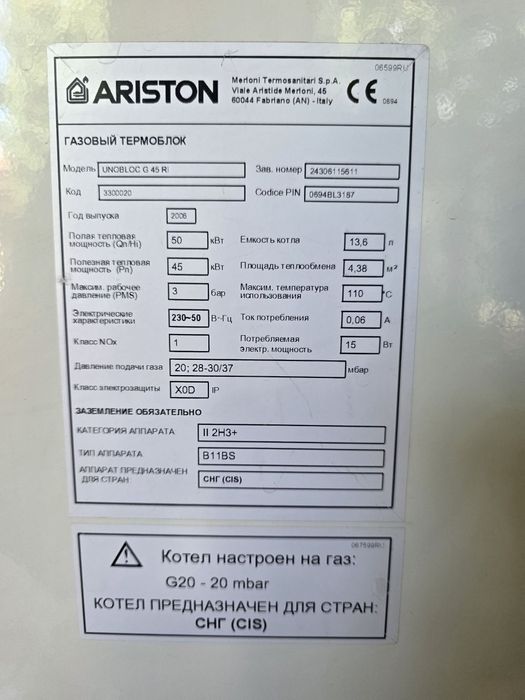 06599RU
ARISTON
Merloni Termosanitari S.p.A.
Viale Aristide Merloni, 45
60044 Fabriano (AN) - Italy
CE 0694
ГАЗОВЫЙ ТЕРМОБЛОК
Модель UNOBLOC G 45 RI Зав. номер 24306115611
Код 3300020 Codice PIN 0694BL3167
Год выпуска 2006
Полая тепловая мощность (Qn/Hi) 50 кВт Емкость котла 13,6 л
Полезная тепловая мощность (Pn) 45 кВт Площадь теплообмена 4,38 м²
Максим. рабочее давление (PMS) 3 бар Максим. температура использования 110 °C
Электрические характеристики 230~50 В~Гц Ток потребления 0,06 А
Класс NOx 1 Потребляемая электр. мощность 15 Вт
Давление подачи газа 20; 28-30/37 мбар
Класс электрозащиты X0D IP
ЗАЗЕМЛЕНИЕ ОБЯЗАТЕЛЬНО
КАТЕГОРИЯ АППАРАТА II 2H3+
ТИП АППАРАТА B11BS
АППАРАТ ПРЕДНАЗНАЧЕН ДЛЯ СТРАН: СНГ (CIS)
067599RU
Котел настроен на газ:
G20 - 20 mbar
КОТЕЛ ПРЕДНАЗНАЧЕН ДЛЯ СТРАН:
СНГ (CIS)